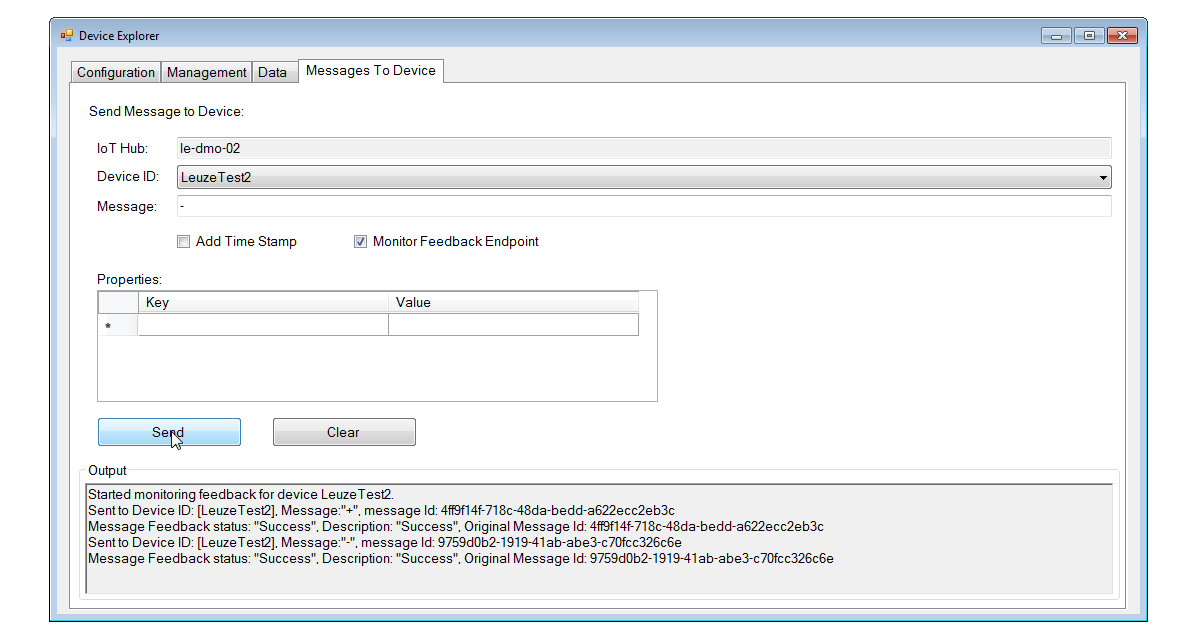 Device Explorer
Configuration Management Data Messages To Device
Send Message to Device:
IoT Hub: le-dmo-02
Device ID: LeuzeTest2
Message: -
Add Time Stamp Monitor Feedback Endpoint
Properties:
Key Value
*
Send Clear
Output
Started monitoring feedback for device LeuzeTest2.
Sent to Device ID: [LeuzeTest2], Message:"+", message Id: 4ff9f14f-718c-48da-bedd-a622ecc2eb3c
Message Feedback status: "Success", Description: "Success", Original Message Id: 4ff9f14f-718c-48da-bedd-a622ecc2eb3c
Sent to Device ID: [LeuzeTest2], Message:"-", message Id: 9759d0b2-1919-41ab-abe3-c70fcc326c6e
Message Feedback status: "Success", Description: "Success", Original Message Id: 9759d0b2-1919-41ab-abe3-c70fcc326c6e